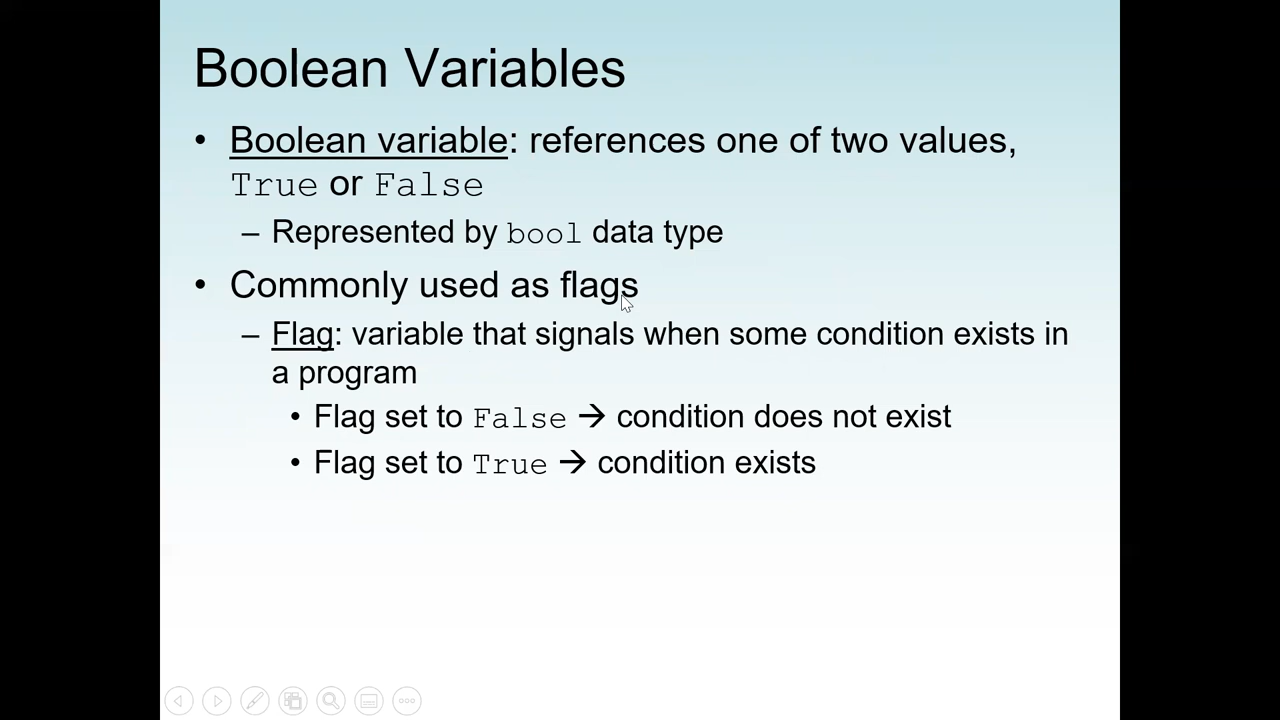 Boolean Variables
• Boolean variable: references one of two values,
True or False
– Represented by bool data type
• Commonly used as flags
– Flag: variable that signals when some condition exists in
a program
• Flag set to False → condition does not exist
• Flag set to True → condition exists